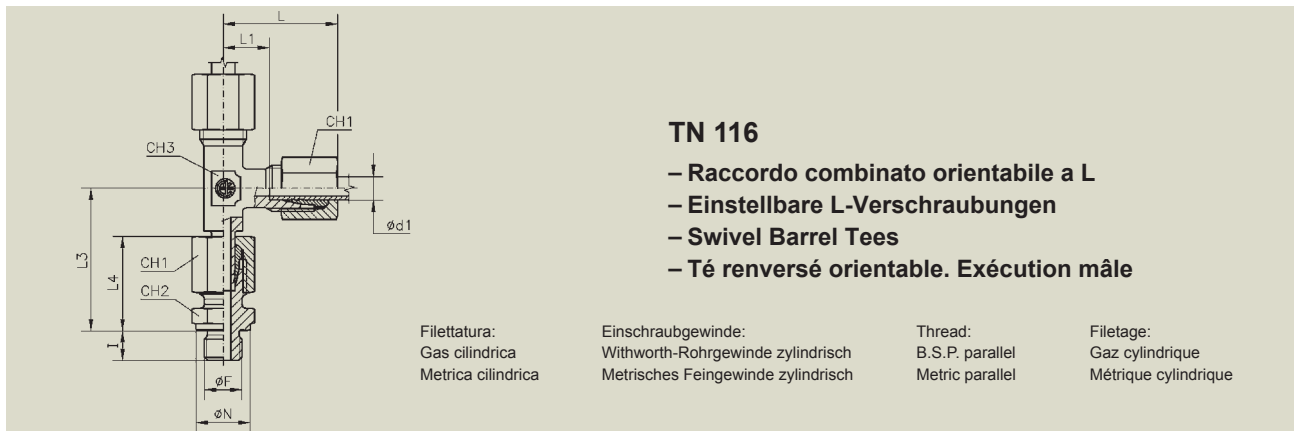 L
L1
CH1
CH3
TN 116
– Raccordo combinato orientabile a L
– Einstellbare L-Verschraubungen
– Swivel Barrel Tees
– Té renversé orientable. Exécution mâle
ød1
L3
L4
CH1
CH2
I
øF
øN
Filettatura:
Gas cilindrica
Metrica cilindrica
Einschraubgewinde:
Withworth-Rohrgewinde zylindrisch
Metrisches Feingewinde zylindrisch
Thread:
B.S.P. parallel
Metric parallel
Filetage:
Gaz cylindrique
Métrique cylindrique